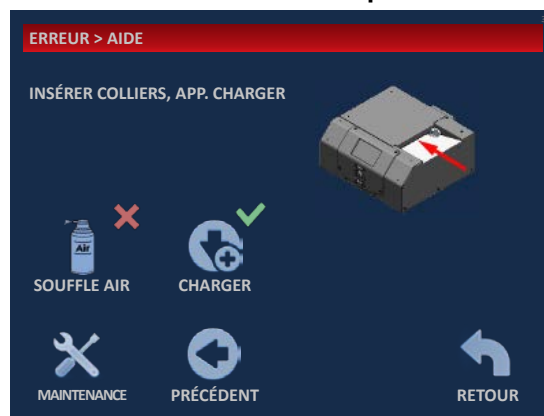 ERREUR > AIDE
INSÉRER COLLIERS, APP. CHARGER
Air
SOUFFLE AIR CHARGER
MAINTENANCE PRÉCÉDENT RETOUR